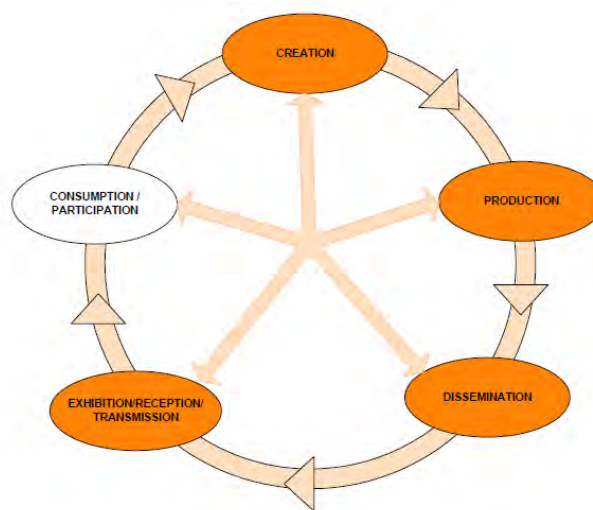 CREATION
PRODUCTION
DISSEMINATION
EXHIBITION/RECEPTION/
TRANSMISSION
CONSUMPTION /
PARTICIPATION